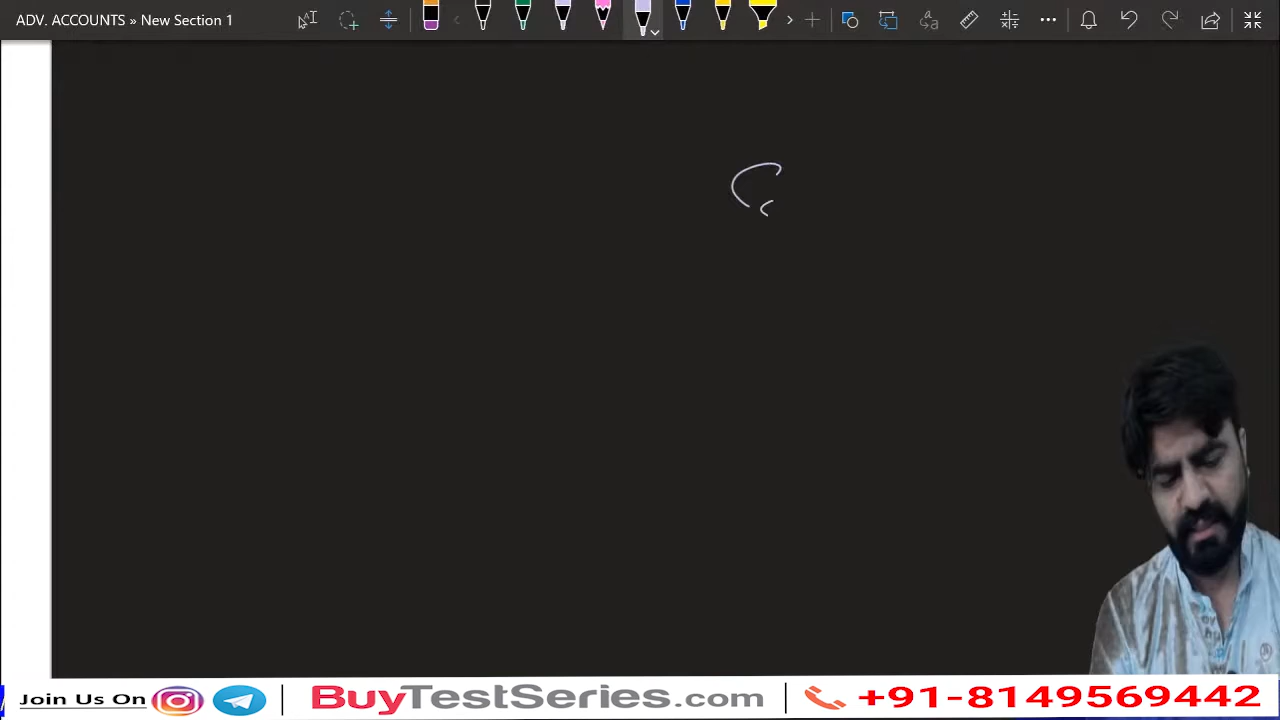 ADV. ACCOUNTS » New Section 1
Join Us On BuyTestSeries.com +91-8149569442